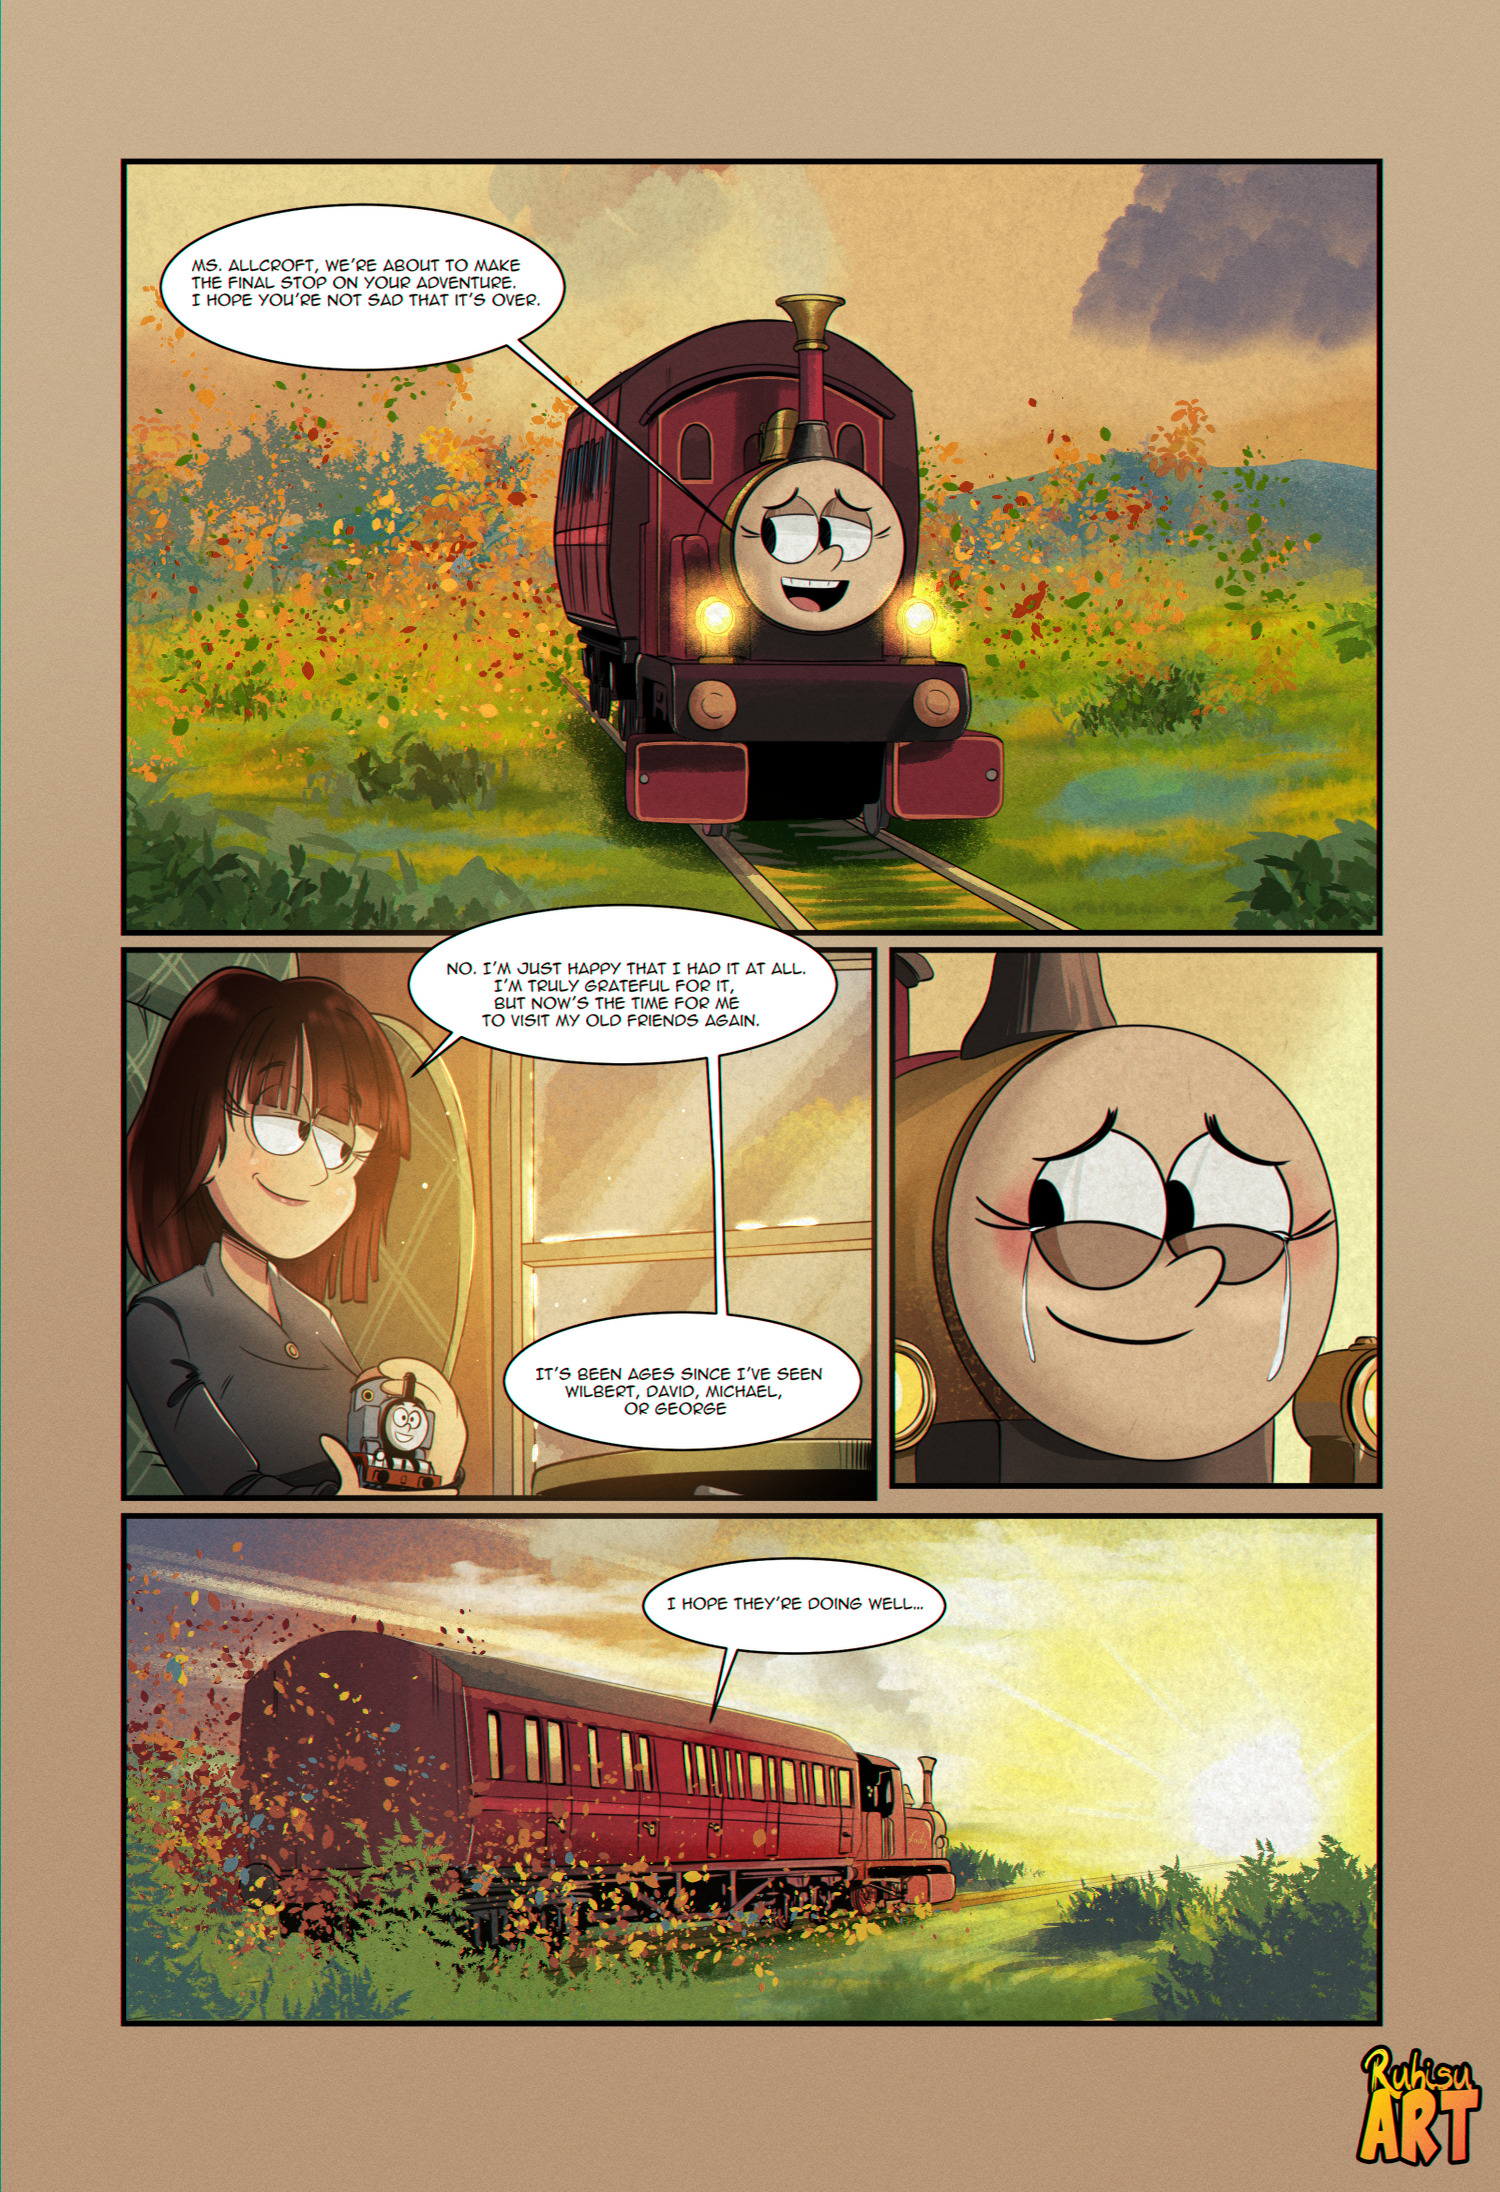 MS. ALLCROFT, WE'RE ABOUT TO MAKE
THE FINAL STOP ON YOUR ADVENTURE.
I HOPE YOU'RE NOT SAD THAT IT'S OVER.
NO. I'M JUST HAPPY THAT I HAD IT AT ALL.
I'M TRULY GRATEFUL FOR IT,
BUT NOW'S THE TIME FOR ME
TO VISIT MY OLD FRIENDS AGAIN.
IT'S BEEN AGES SINCE I'VE SEEN
WILBERT, DAVID, MICHAEL,
OR GEORGE
I HOPE THEY'RE DOING WELL...
Ruhisu
ART